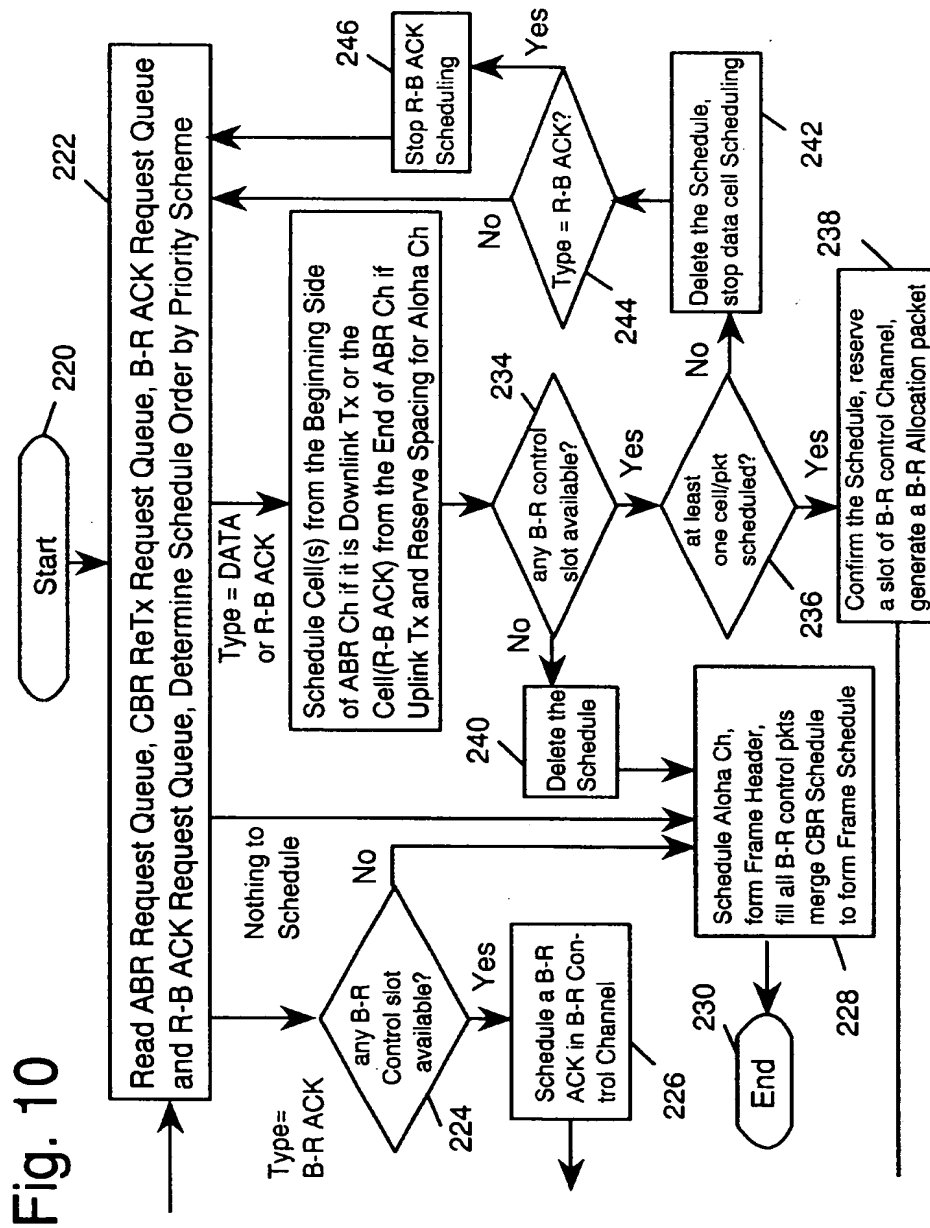 Fig. 10
Start
220
222
Read ABR Request Queue, CBR ReTx Request Queue, B-R ACK Request Queue
and R-B ACK Request Queue, Determine Schedule Order by Priority Scheme
Type=
B-R ACK
any B-R
Control slot
available?
224
Yes
No
Schedule a B-R
ACK in B-R Con-
trol Channel
226
Nothing to
Schedule
Type = DATA
or R-B ACK
Schedule Cell(s) from the Beginning Side
of ABR Ch if it is Downlink Tx or the
Cell(R-B ACK) from the End of ABR Ch if
Uplink Tx and Reserve Spacing for Aloha Ch
any B-R control
slot available?
234
No
Yes
240
Delete the
Schedule
Schedule Aloha Ch,
form Frame Header,
fill all B-R control pkts
merge CBR Schedule
to form Frame Schedule
228
230
End
at least
one cell/pkt
scheduled?
236
No
Yes
Confirm the Schedule, reserve
a slot of B-R control Channel,
generate a B-R Allocation packet
238
Delete the Schedule,
stop data cell Scheduling
242
Type = R-B ACK?
244
No
Yes
Stop R-B ACK
Scheduling
246